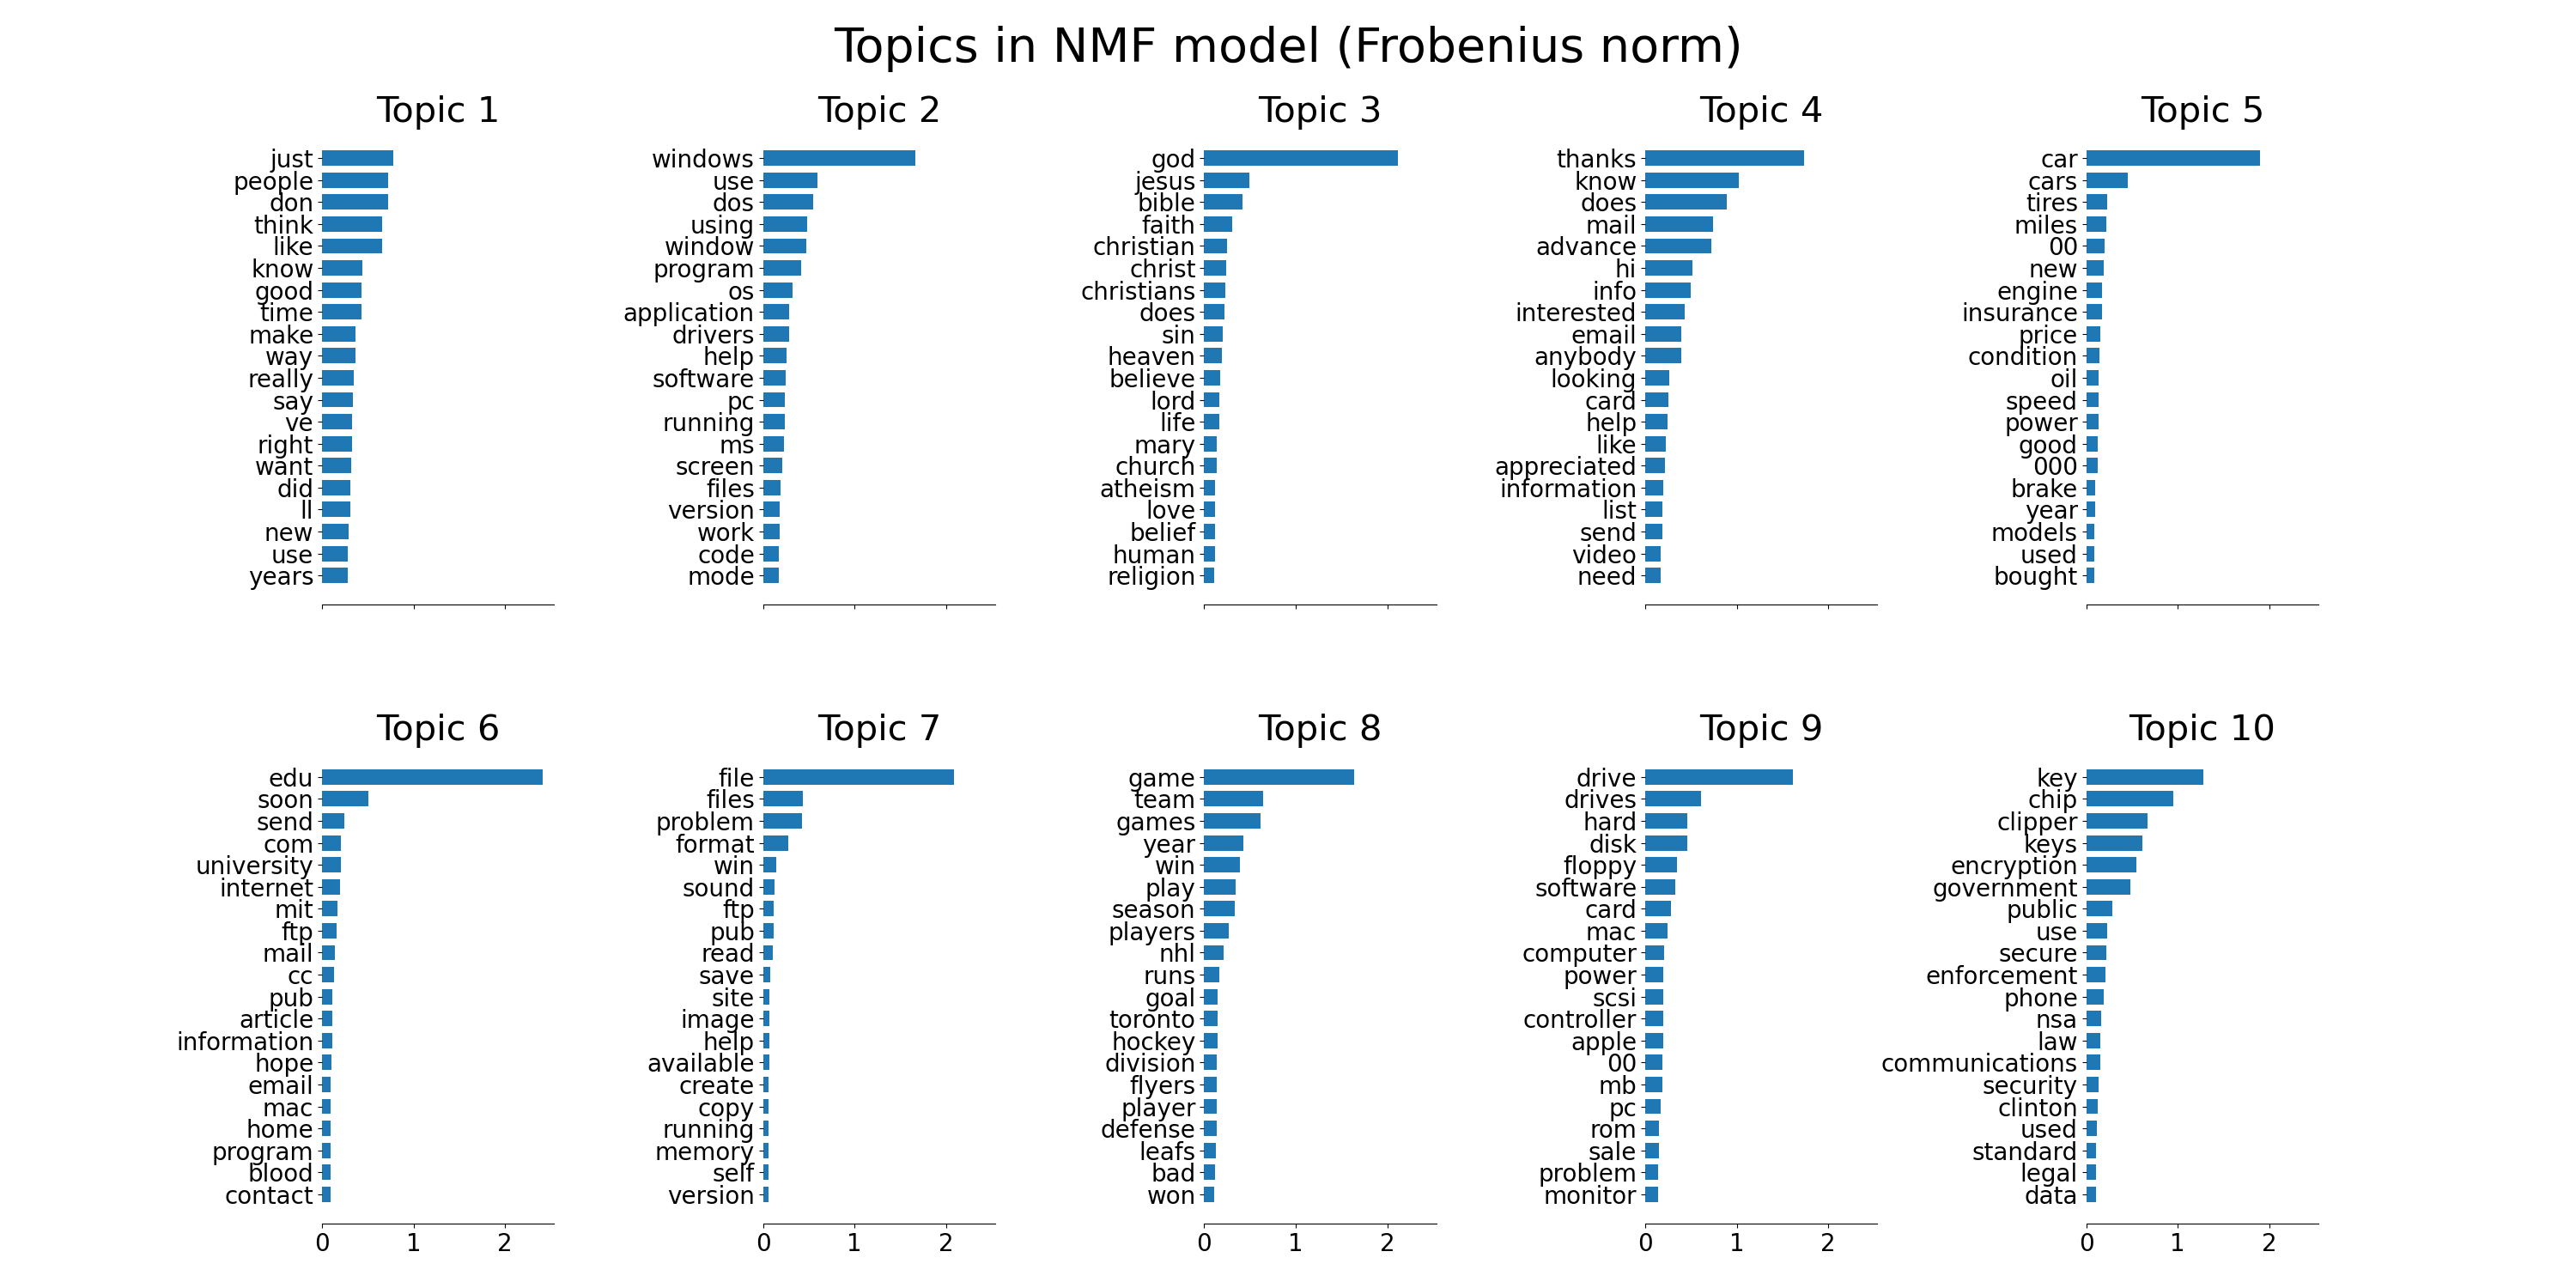 Topics in NMF model (Frobenius norm)
Topic 1
just
people
don
think
like
know
good
time
make
way
really
say
ve
right
want
did
ll
new
use
years
Topic 2
windows
use
dos
using
window
program
os
application
drivers
help
software
pc
running
ms
screen
files
version
work
code
mode
Topic 3
god
jesus
bible
faith
christian
christ
christians
does
sin
heaven
believe
lord
life
mary
church
atheism
love
belief
human
religion
Topic 4
thanks
know
does
mail
advance
hi
info
interested
email
anybody
looking
card
help
like
appreciated
information
list
send
video
need
Topic 5
car
cars
tires
miles
00
new
engine
insurance
price
condition
oil
speed
power
good
000
brake
year
models
used
bought
Topic 6
edu
soon
send
com
university
internet
mit
ftp
mail
cc
pub
article
information
hope
email
mac
home
program
blood
contact
0 1 2
Topic 7
file
files
problem
format
win
sound
ftp
pub
read
save
site
image
help
available
create
copy
running
memory
self
version
0 1 2
Topic 8
game
team
games
year
win
play
season
players
nhl
runs
goal
toronto
hockey
division
flyers
player
defense
leafs
bad
won
0 1 2
Topic 9
drive
drives
hard
disk
floppy
software
card
mac
computer
power
scsi
controller
apple
00
mb
pc
rom
sale
problem
monitor
0 1 2
Topic 10
key
chip
clipper
keys
encryption
government
public
use
secure
enforcement
phone
nsa
law
communications
security
clinton
used
standard
legal
data
0 1 2